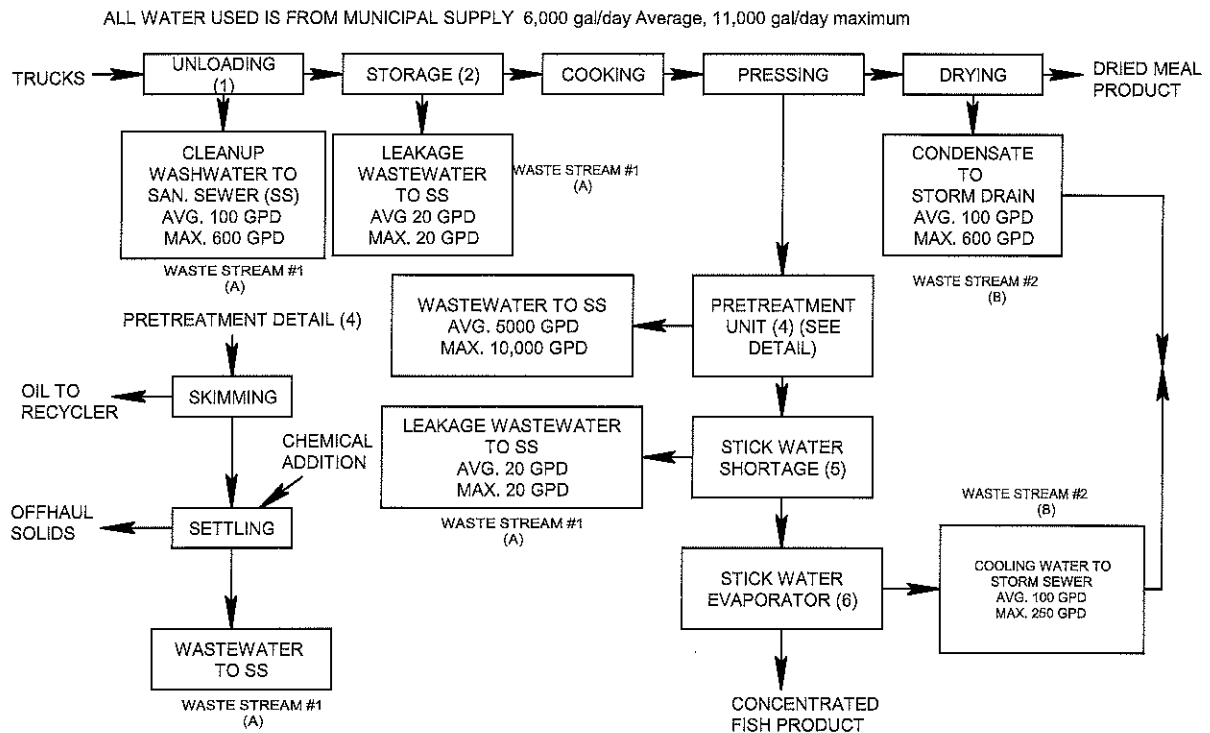 ALL WATER USED IS FROM MUNICIPAL SUPPLY 6,000 gal/day Average, 11,000 gal/day maximum
TRUCKS
UNLOADING
(1)
STORAGE (2)
COOKING
PRESSING
DRYING
DRIED MEAL
PRODUCT
CLEANUP
WASHWATER TO
SAN. SEWER (SS)
AVG. 100 GPD
MAX. 600 GPD
WASTE STREAM #1
(A)
LEAKAGE
WASTEWATER
TO SS
AVG 20 GPD
MAX. 20 GPD
WASTE STREAM #1
(A)
CONDENSATE
TO
STORM DRAIN
AVG. 100 GPD
MAX. 600 GPD
WASTE STREAM #2
(B)
WASTEWATER TO SS
AVG. 5000 GPD
MAX. 10,000 GPD
PRETREATMENT
UNIT (4) (SEE
DETAIL)
PRETREATMENT DETAIL (4)
OIL TO
RECYCLER
SKIMMING
CHEMICAL
ADDITION
OFFHAUL
SOLIDS
SETTLING
WASTEWATER
TO SS
WASTE STREAM #1
(A)
LEAKAGE WASTEWATER
TO SS
AVG. 20 GPD
MAX. 20 GPD
WASTE STREAM #1
(A)
STICK WATER
SHORTAGE (5)
STICK WATER
EVAPORATOR (6)
WASTE STREAM #2
(B)
COOLING WATER TO
STORM SEWER
AVG. 100 GPD
MAX. 250 GPD
CONCENTRATED
FISH PRODUCT